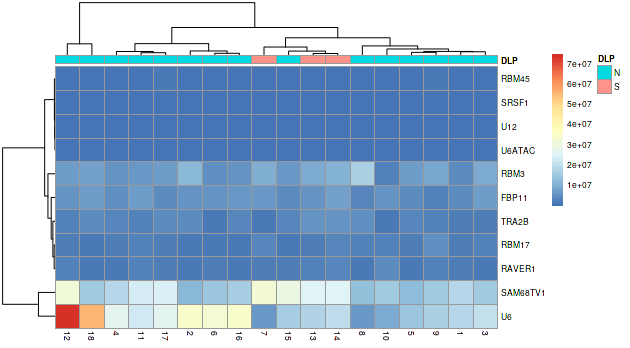 DLP
RBM45
SRSF1
U12
U6ATAC
RBM3
FBP11
TRA2B
RBM17
RAVER1
SAM68TV1
U6
12 18 4 11 17 2 6 16 7 15 13 14 8 10 5 9 1 3
7e+07
6e+07
5e+07
4e+07
3e+07
2e+07
1e+07
DLP
N
S